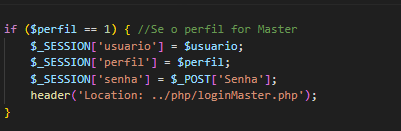 if ($perfil == 1) { //Se o perfil for Master
$_SESSION['usuario'] = $usuario;
$_SESSION['perfil'] = $perfil;
$_SESSION['senha'] = $_POST['Senha'];
header('Location: ../php/loginMaster.php');
}